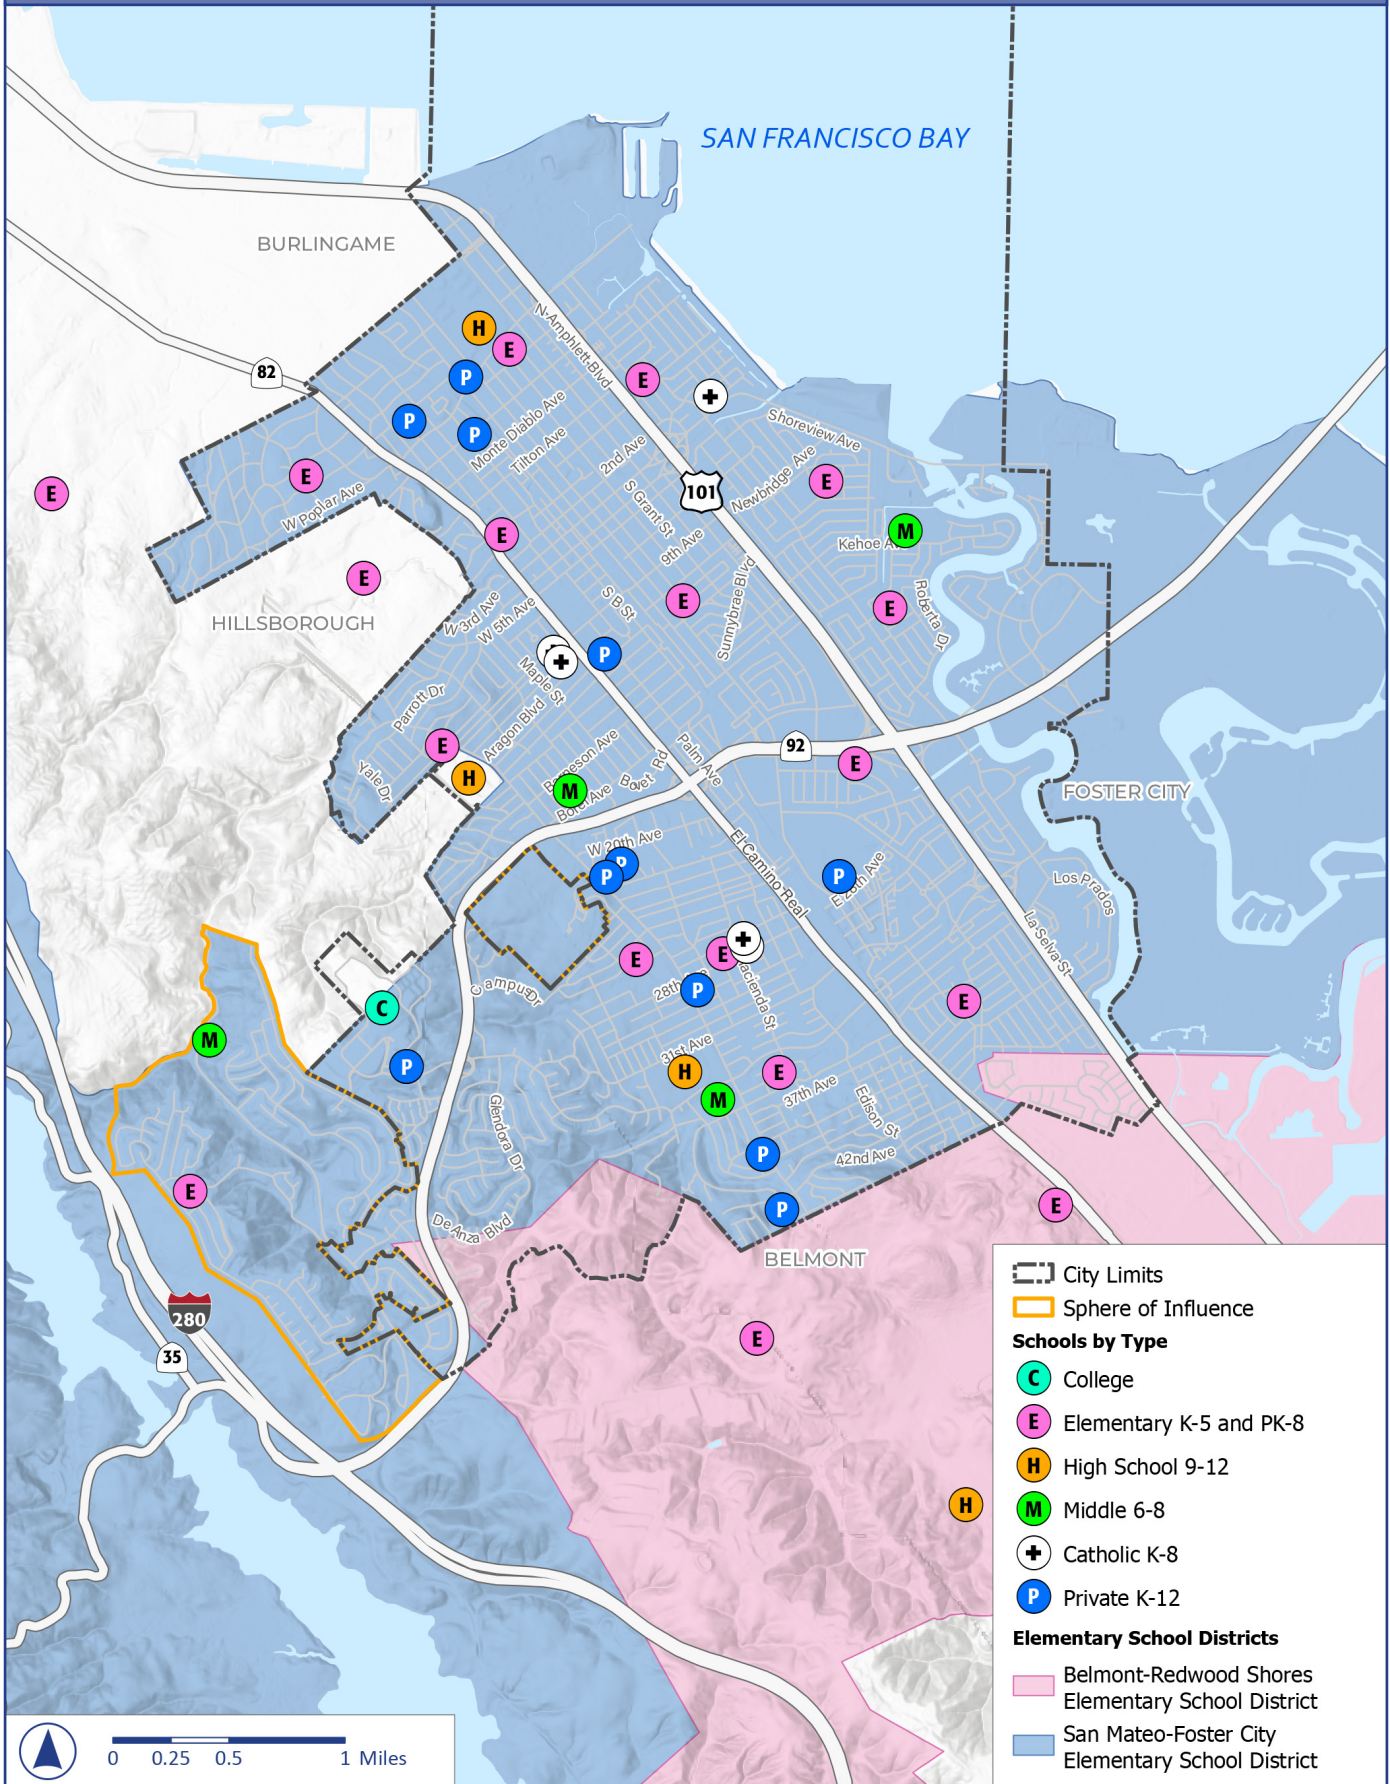 SAN FRANCISCO BAY
BURLINGAME
N Amphlett Blvd
H
E
82
P
E
P
P
Monte Diablo Ave
Tilton Ave
Shoreview Ave
2nd Ave
E
E
W Poplar Ave
S Grant St
101
Newbridge Ave
E
E
9th Ave
Kehoe A
M
E
HILLSBOROUGH
W 3rd Ave
W 5th Ave
S B St
E
Sunnybrae Blvd
E
Roberta Dr
Maple St
P
Parrott Dr
Aragon Blvd
E
H
Yale Dr
Barneson Ave
Bovet Rd
Palm Ave
92
E
M
Borel Ave
FOSTER CITY
W 20th Ave
P
P
El Camino Real
P
E 28th Ave
Los Prados
La Selva St
E
E
Campus Dr
28th
P
Hacienda St
E
C
M
P
31st Ave
H
E
M
37th Ave
Edison St
Glendora Dr
42nd Ave
P
E
De Anza Blvd
P
E
BELMONT
280
35
E
H
City Limits
Sphere of Influence
Schools by Type
C College
E Elementary K-5 and PK-8
H High School 9-12
M Middle 6-8
Catholic K-8
P Private K-12
Elementary School Districts
Belmont-Redwood Shores
Elementary School District
San Mateo-Foster City
Elementary School District
0 0.25 0.5 1 Miles